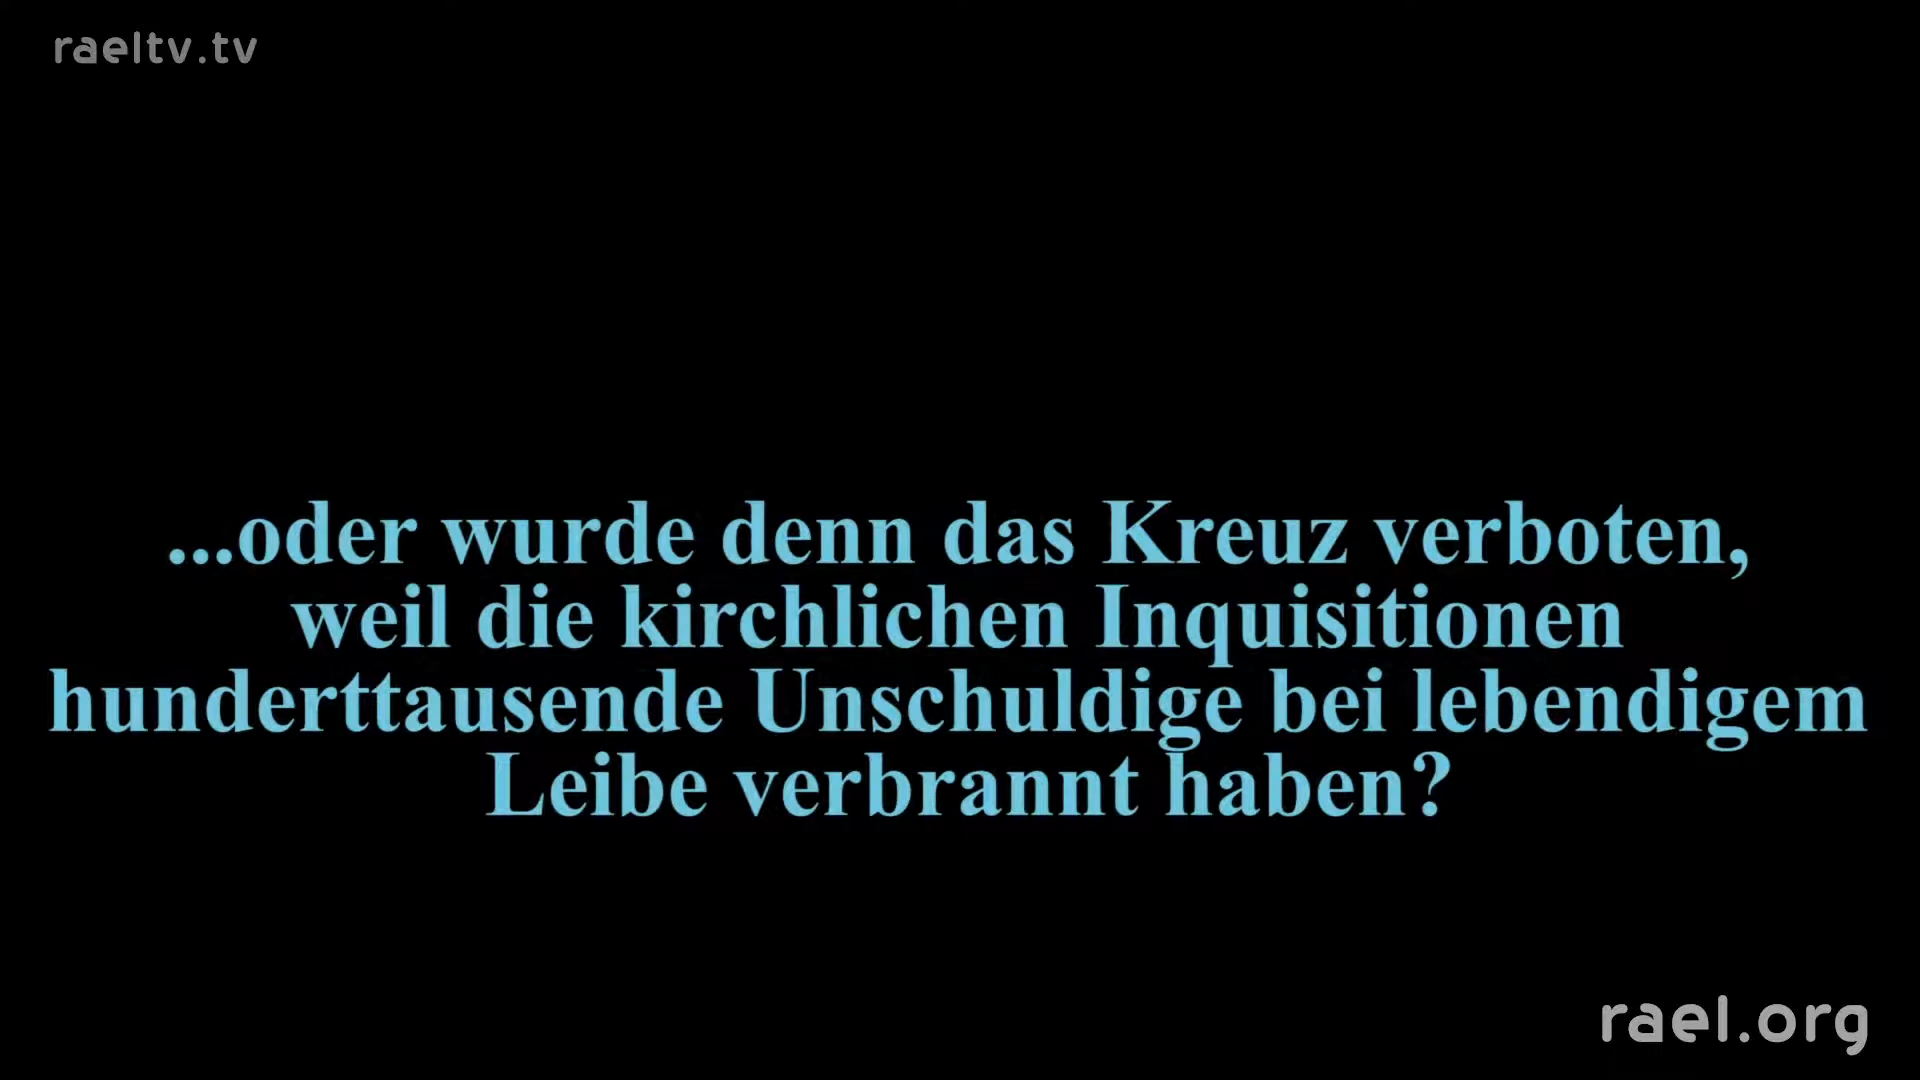 raeltv.tv
...oder wurde denn das Kreuz verboten,
weil die kirchlichen Inquisitionen
hunderttausende Unschuldige bei lebendigem
Leibe verbrannt haben?
rael.org